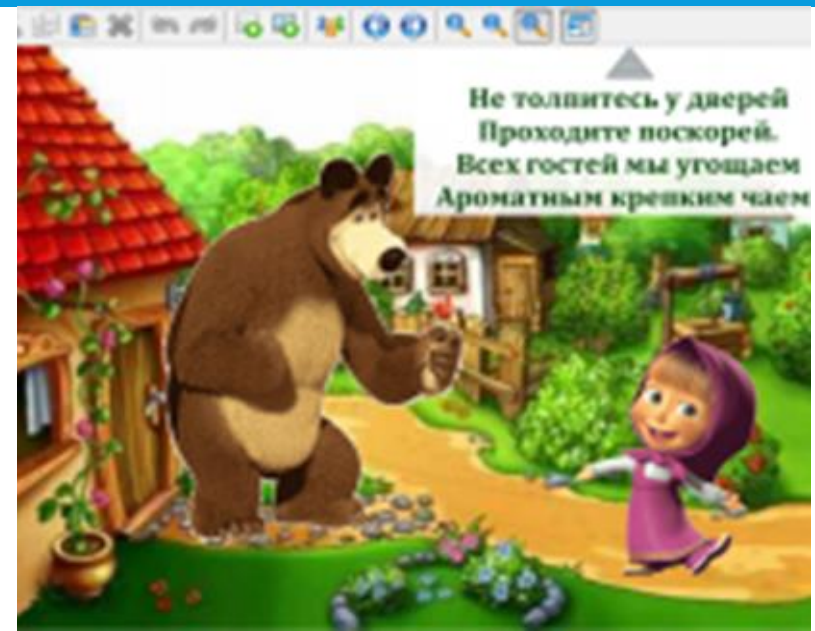 Не толпитесь у дверей
Проходите поскорей.
Всех гостей мы угощаем
Ароматным крепким чаем